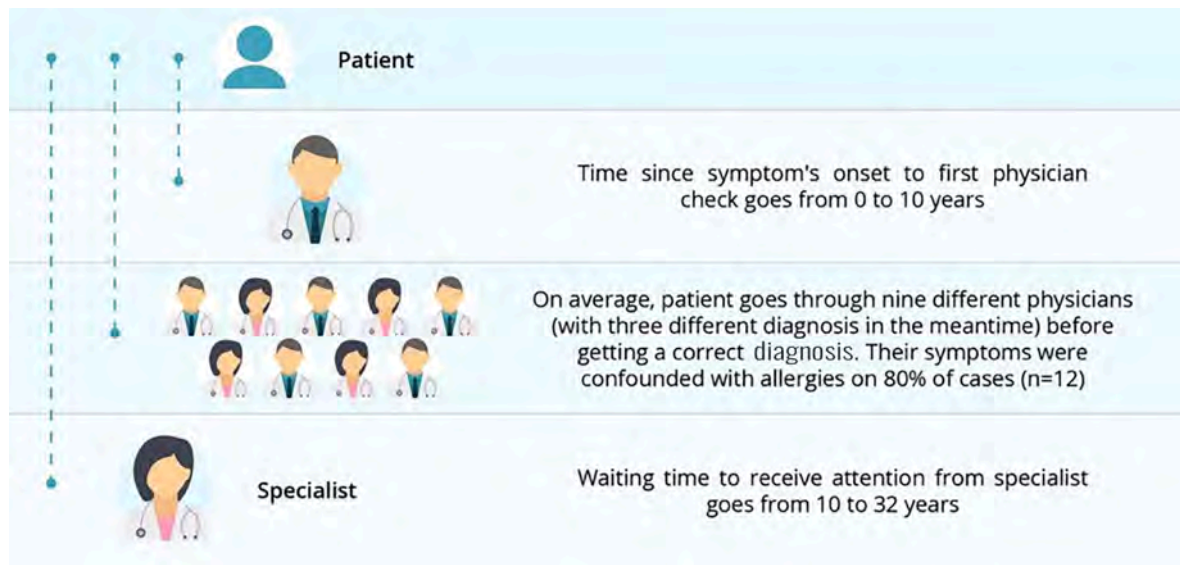 Patient
Time since symptom's onset to first physician
check goes from 0 to 10 years
On average, patient goes through nine different physicians
(with three different diagnosis in the meantime) before
getting a correct diagnosis. Their symptoms were
confounded with allergies on 80% of cases (n=12)
Specialist
Waiting time to receive attention from specialist
goes from 10 to 32 years